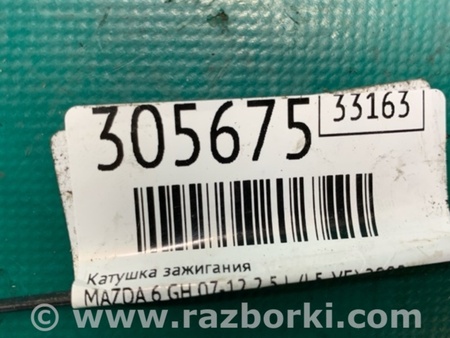 305675 33163
Катушка зажигания
MAZDA 6 GH 07-12 2.5 L (L5-VE)
www.razborki.com